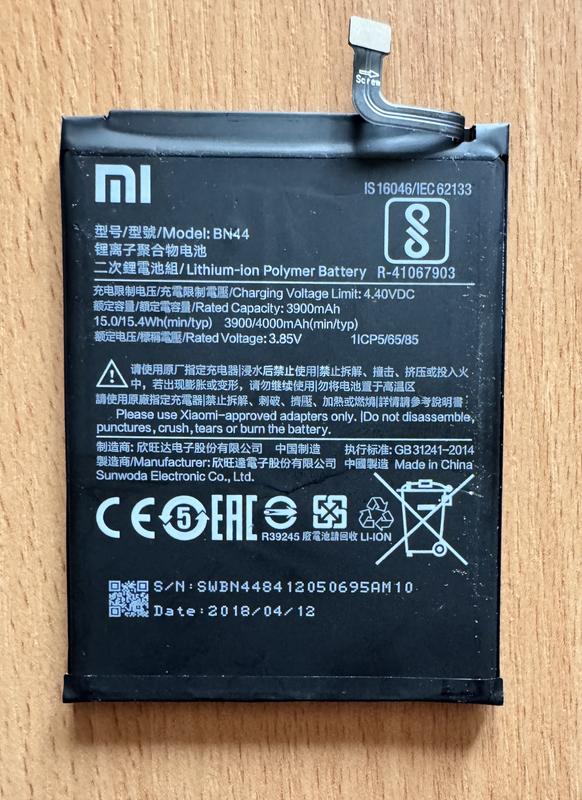 Screw
mi
IS 16046/IEC 62133
型号/型號/Model: BN44
锂离子聚合物电池
二次鋰電池組/Lithium-ion Polymer Battery
R-41067903
充电限制电压/充電限制電壓/Charging Voltage Limit: 4.40VDC
额定容量/額定容量/Rated Capacity: 3900mAh
15.0/15.4Wh(min/typ) 3900/4000mAh(min/typ)
额定电压/標稱電壓/Rated Voltage: 3.85V 1ICP5/65/85
请使用原厂指定充电器|浸水后禁止使用|禁止拆解、撞击、挤压或投入火
中，若出现膨胀或变形，请勿继续使用|勿将电池置于高温区
請使用原廠指定充電器|禁止拆解、刺破、擠壓、加熱或燃燒|詳情請參考說明書
Please use Xiaomi-approved adapters only. |Do not disassemble,
punctures, crush, tears or burn the battery.
制造商: 欣旺达电子股份有限公司 中国制造 执行标准: GB 31241-2014
製造商/Manufacturer: 欣旺達電子股份有限公司 中國製造 Made in China
Sunwoda Electronic Co., Ltd.
CE 5 EAC
R39245 廢電池請回收 LI-ION
S/N: SWBN448412050695AM10
Date: 2018/04/12